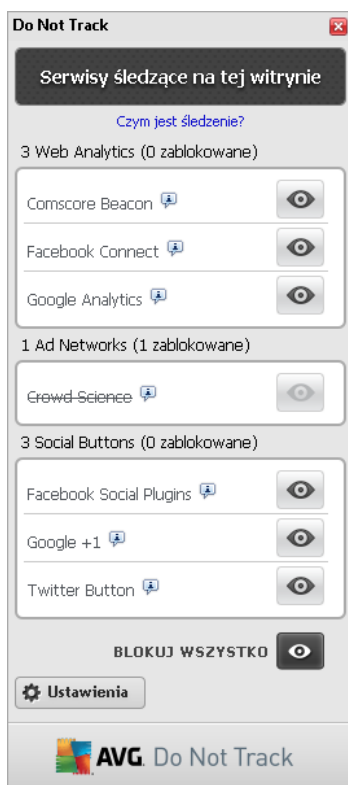 Do Not Track
Serwisy śledzące na tej witrynie
Czym jest śledzenie?
3 Web Analytics (0 zablokowane)
Comscore Beacon
Facebook Connect
Google Analytics
1 Ad Networks (1 zablokowane)
Crowd Science
3 Social Buttons (0 zablokowane)
Facebook Social Plugins
Google +1
Twitter Button
BLOKUJ WSZYSTKO
Ustawienia
AVG. Do Not Track